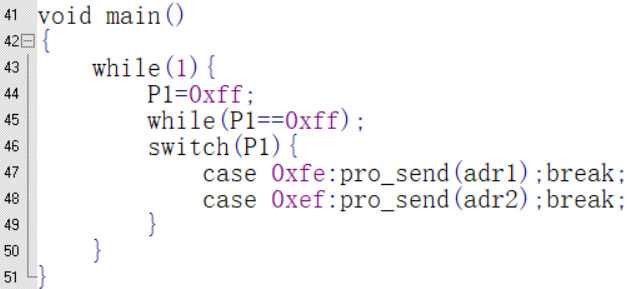 41 void main()
42 {
43     while(1){
44         P1=0xff;
45         while(P1==0xff);
46         switch(P1){
47             case 0xfe:pro_send(adr1);break;
48             case 0xef:pro_send(adr2);break;
49         }
50     }
51 }